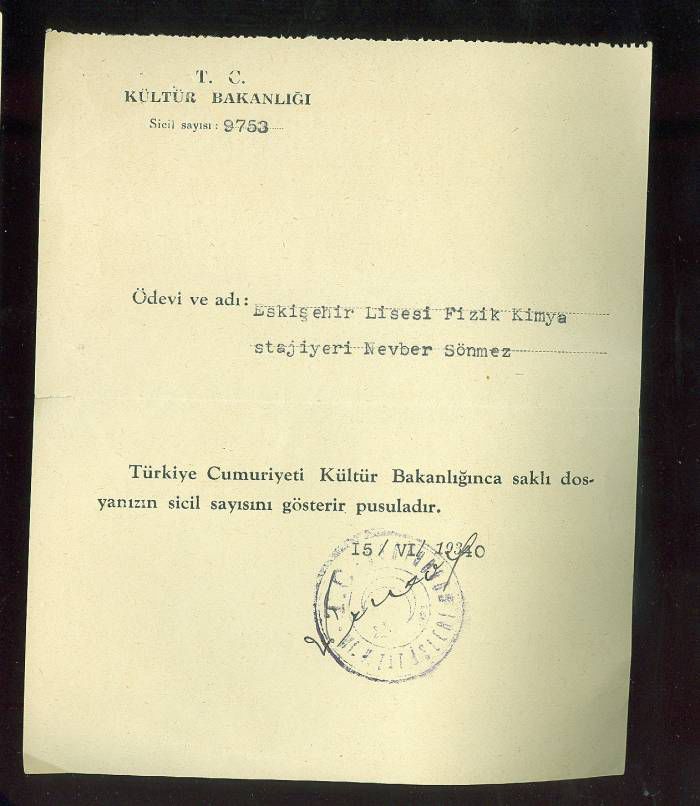 T. C.
KÜLTÜR BAKANLIĞI
Sicil sayısı: 9753
Ödevi ve adı: Eskişehir Lisesi Fizik Kimya
stajiyeri Nevber Sönmez
Türkiye Cumuriyeti Kültür Bakanlığınca saklı dos-
yanızın sicil sayısını gösterir pusuladır.
15/ VI/ 19340
T. C.